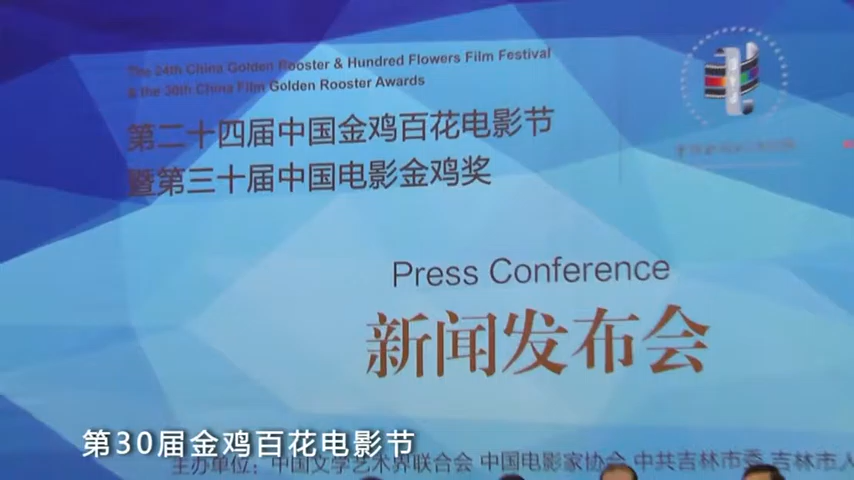 The 24th China Golden Rooster & Hundred Flowers Film Festival
& the 30th China Film Golden Rooster Awards
第二十四届中国金鸡百花电影节
暨第三十届中国电影金鸡奖
Press Conference
新闻发布会
第30届金鸡百花电影节
主办单位：中国文学艺术界联合会 中国电影家协会 中共吉林市委 吉林市人